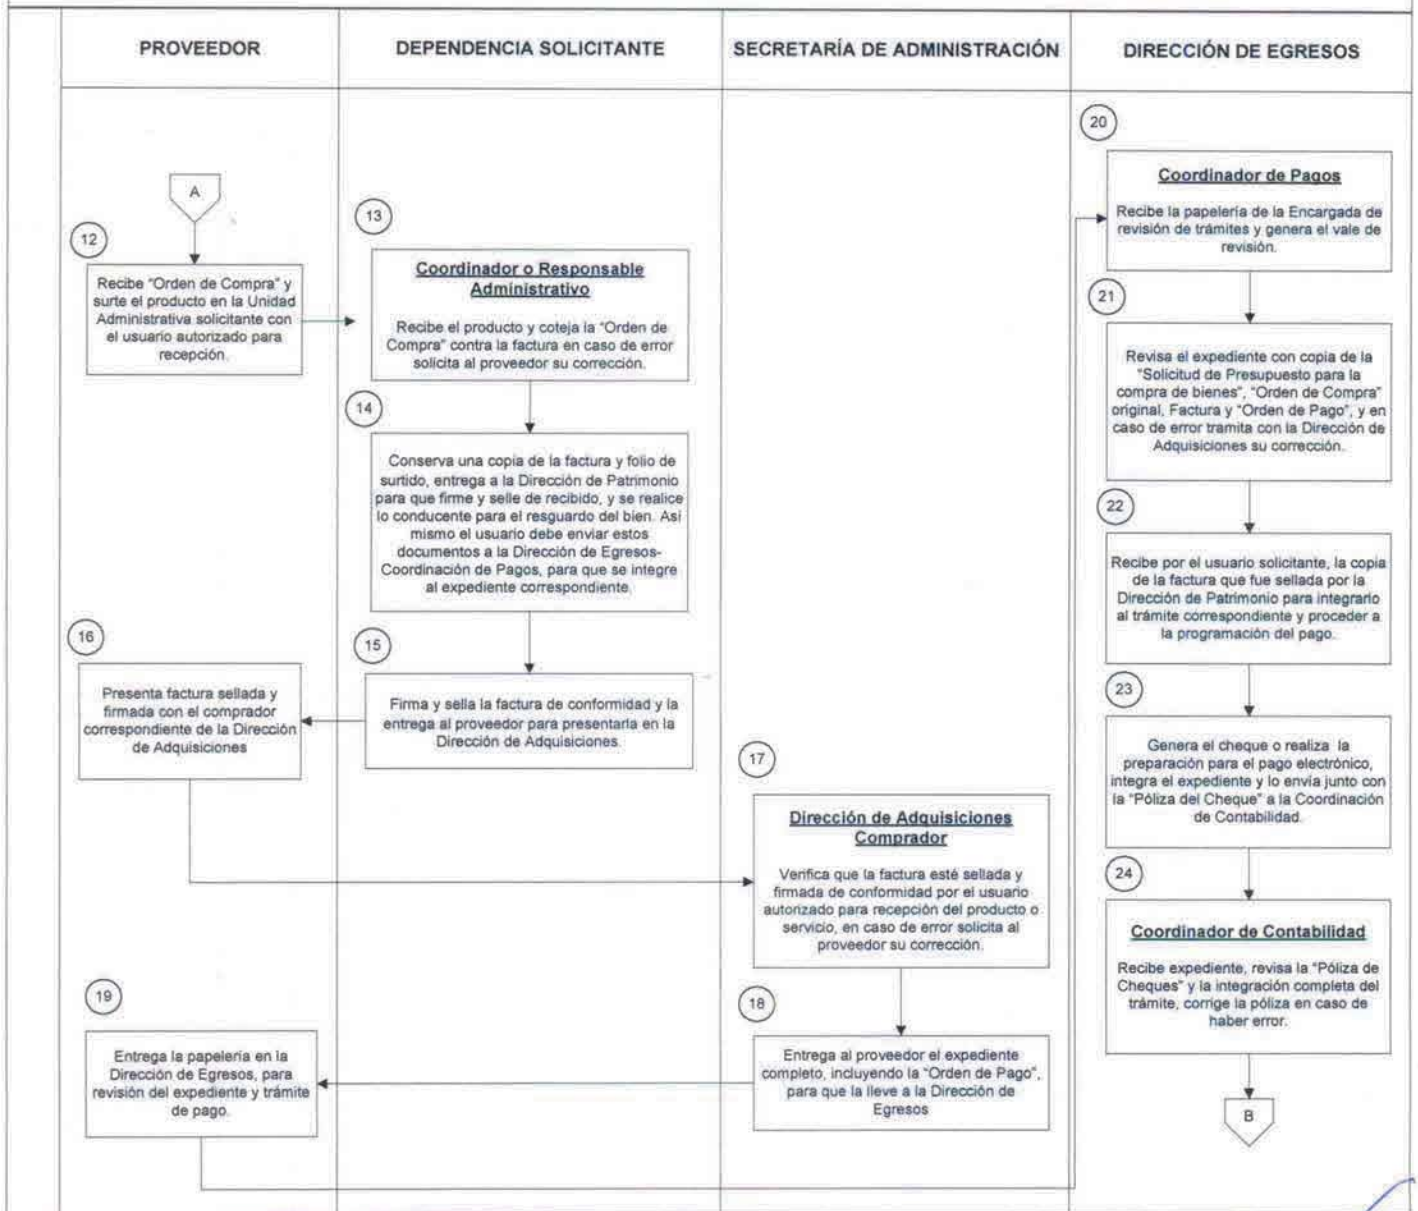 PROVEEDOR
DEPENDENCIA SOLICITANTE
SECRETARÍA DE ADMINISTRACIÓN
DIRECCIÓN DE EGRESOS
A
12
Recibe "Orden de Compra" y
surte el producto en la Unidad
Administrativa solicitante con
el usuario autorizado para
recepción.
13
Coordinador o Responsable
Administrativo
Recibe el producto y coteja la "Orden de
Compra" contra la factura en caso de error
solicita al proveedor su corrección.
14
Conserva una copia de la factura y folio de
surtido, entrega a la Dirección de Patrimonio
para que firme y selle de recibido, y se realice
lo conducente para el resguardo del bien. Así
mismo el usuario debe enviar estos
documentos a la Dirección de Egresos-
Coordinación de Pagos, para que se integre
al expediente correspondiente.
15
Firma y sella la factura de conformidad y la
entrega al proveedor para presentarla en la
Dirección de Adquisiciones.
16
Presenta factura sellada y
firmada con el comprador
correspondiente de la Dirección
de Adquisiciones
17
Dirección de Adquisiciones
Comprador
Verifica que la factura esté sellada y
firmada de conformidad por el usuario
autorizado para recepción del producto o
servicio, en caso de error solicita al
proveedor su corrección.
18
Entrega al proveedor el expediente
completo, incluyendo la "Orden de Pago",
para que la lleve a la Dirección de
Egresos
19
Entrega la papelería en la
Dirección de Egresos, para
revisión del expediente y trámite
de pago.
20
Coordinador de Pagos
Recibe la papelería de la Encargada de
revisión de trámites y genera el vale de
revisión.
21
Revisa el expediente con copia de la
"Solicitud de Presupuesto para la
compra de bienes", "Orden de Compra"
original, Factura y "Orden de Pago", y en
caso de error tramita con la Dirección de
Adquisiciones su corrección.
22
Recibe por el usuario solicitante, la copia
de la factura que fue sellada por la
Dirección de Patrimonio para integrarlo
al trámite correspondiente y proceder a
la programación del pago.
23
Genera el cheque o realiza la
preparación para el pago electrónico,
integra el expediente y lo envía junto con
la "Póliza del Cheque" a la Coordinación
de Contabilidad.
24
Coordinador de Contabilidad
Recibe expediente, revisa la "Póliza de
Cheques" y la integración completa del
trámite, corrige la póliza en caso de
haber error.
B